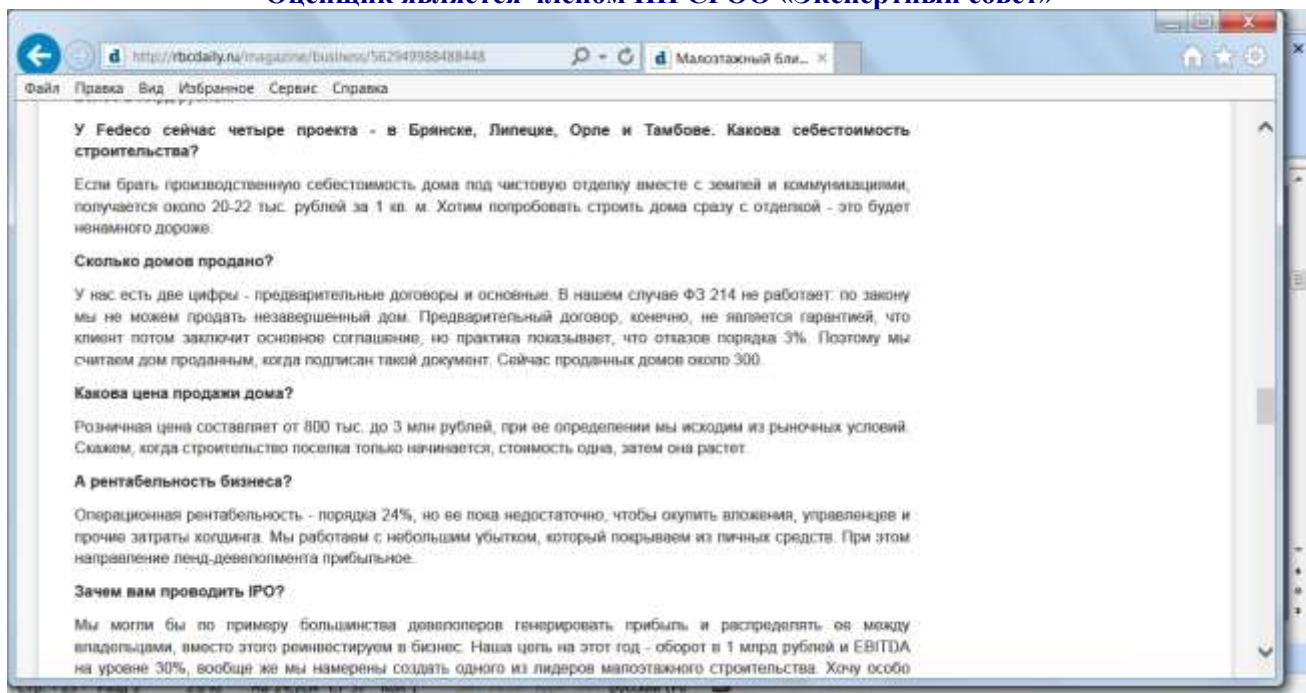 Оценщик является членом НП СРОО «Экспертный совет»
http://rbcdaily.ru/magazine/business/562949988488448
Малоэтажный бли...
Файл Правка Вид Избранное Сервис Справка
У Fedeco сейчас четыре проекта - в Брянске, Липецке, Орле и Тамбове. Какова себестоимость
строительства?
Если брать производственную себестоимость дома под чистовую отделку вместе с землей и коммуникациями,
получается около 20-22 тыс. рублей за 1 кв. м. Хотим попробовать строить дома сразу с отделкой - это будет
ненамного дороже.
Сколько домов продано?
У нас есть две цифры - предварительные договоры и основные. В нашем случае ФЗ 214 не работает: по закону
мы не можем продать незавершенный дом. Предварительный договор, конечно, не является гарантией, что
клиент потом заключит основное соглашение, но практика показывает, что отказов порядка 3%. Поэтому мы
считаем дом проданным, когда подписан такой документ. Сейчас проданных домов около 300.
Какова цена продажи дома?
Розничная цена составляет от 800 тыс. до 3 млн рублей, при ее определении мы исходим из рыночных условий.
Скажем, когда строительство поселка только начинается, стоимость одна, затем она растет.
А рентабельность бизнеса?
Операционная рентабельность - порядка 24%, но ее пока недостаточно, чтобы окупить вложения, управленцев и
прочие затраты холдинга. Мы работаем с небольшим убытком, который покрываем из личных средств. При этом
направление ленд-девелопмента прибыльное.
Зачем вам проводить IPO?
Мы могли бы по примеру большинства девелоперов генерировать прибыль и распределять ее между
владельцами, вместо этого реинвестируем в бизнес. Наша цель на этот год - оборот в 1 млрд рублей и EBITDA
на уровне 30%, вообще же мы намерены создать одного из лидеров малоэтажного строительства. Хочу особо